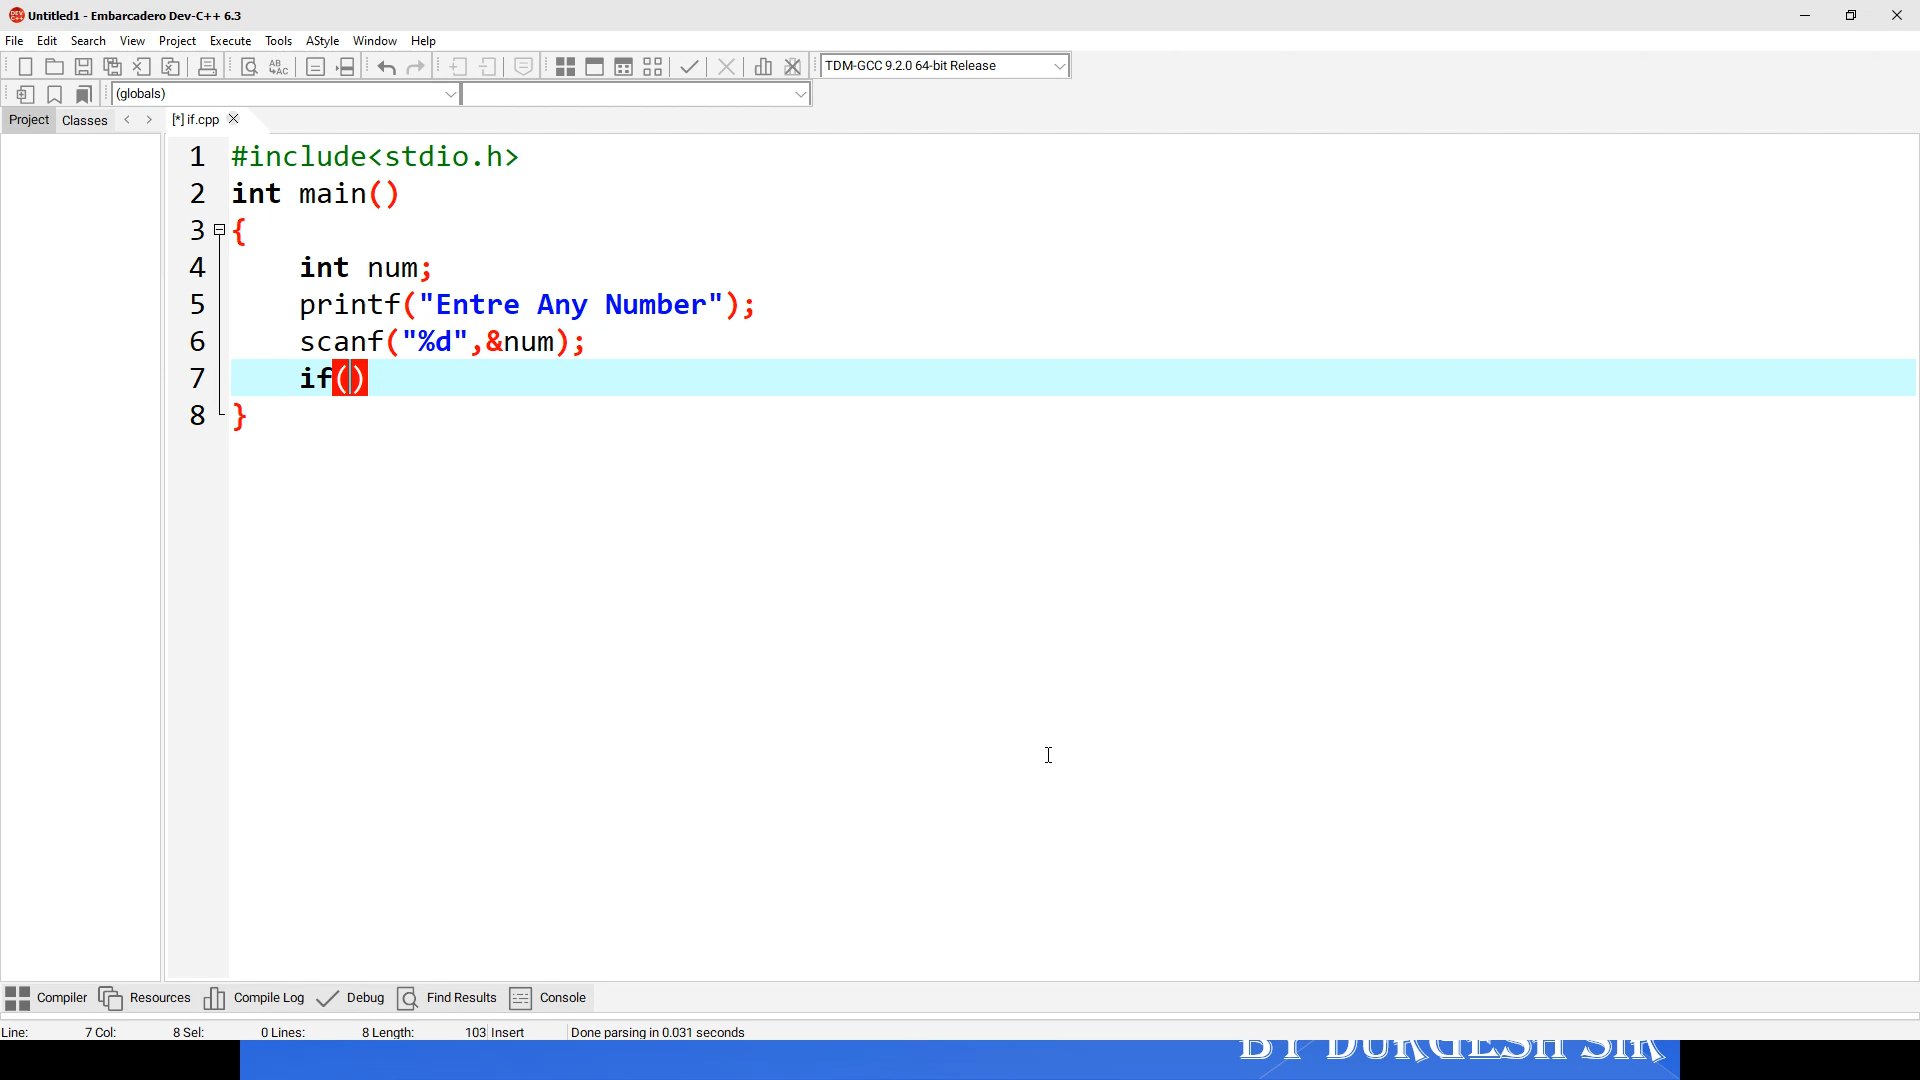 Untitled1 - Embarcadero Dev-C++ 6.3
File Edit Search View Project Execute Tools AStyle Window Help
TDM-GCC 9.2.0 64-bit Release
(globals)
Project Classes [*] if.cpp
1 #include<stdio.h>
2 int main()
3 {
4 int num;
5 printf("Entre Any Number");
6 scanf("%d",&num);
7 if()
8 }
Compiler Resources Compile Log Debug Find Results Console
Line: 7 Col: 8 Sel: 0 Lines: 8 Length: 103 Insert Done parsing in 0.031 seconds
BY DURGESH SIR